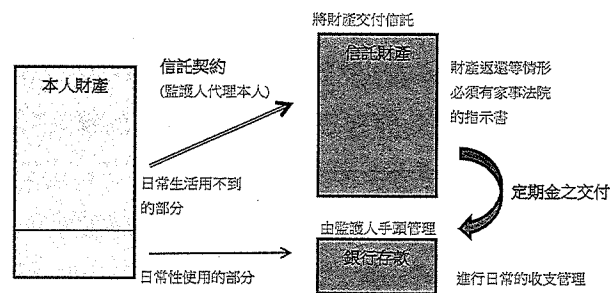 將財產交付信託
信託財產
本人財產
信託契約
(監護人代理本人)
財產返還等情形
必須有家事法院
的指示書
日常生活用不到
的部分
定期金之交付
由監護人手頭管理
銀行存款
日常性使用的部分
進行日常的收支管理